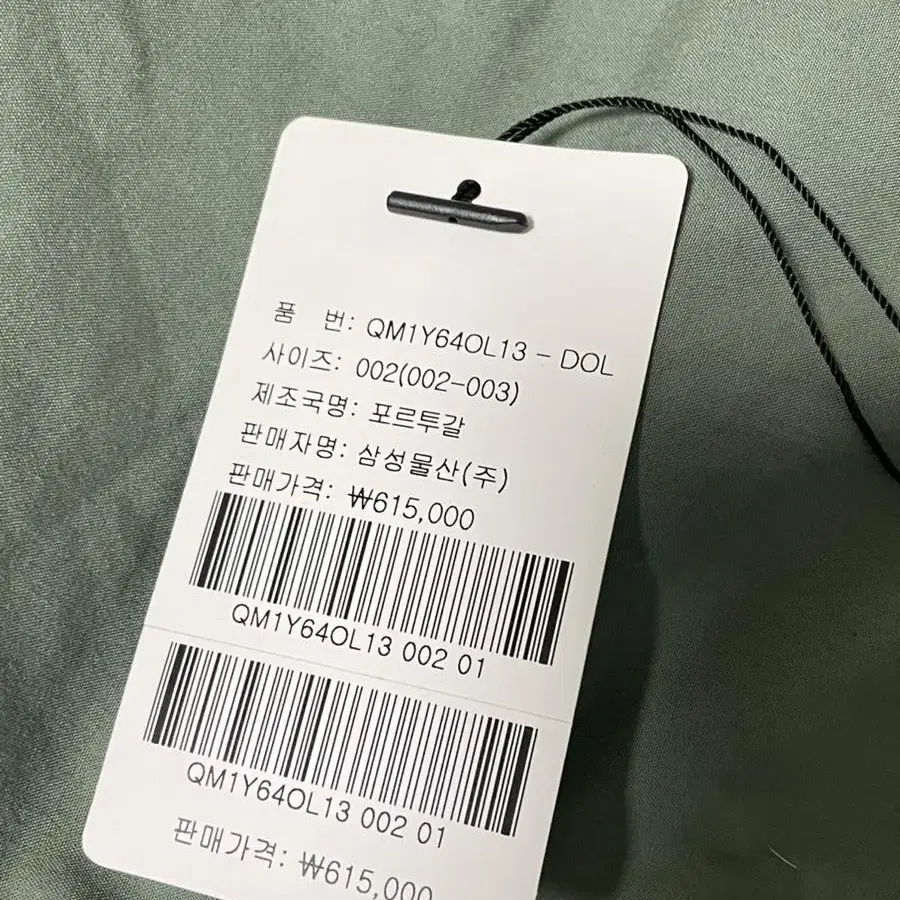 품 번: QM1Y64OL13 - DOL
사이즈: 002(002-003)
제조국명: 포르투갈
판매자명: 삼성물산(주)
판매가격: ₩615,000
QM1Y64OL13 002 01
QM1Y64OL13 002 01
판매가격: ₩615,000